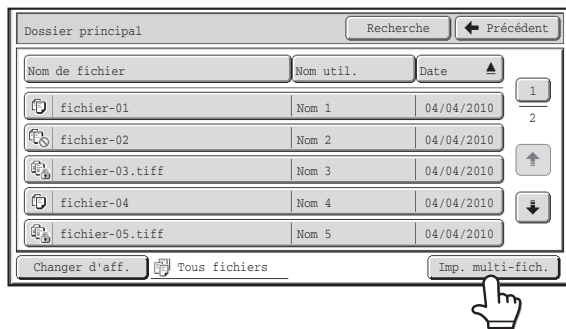 Dossier principal Recherche Précédent
Nom de fichier Nom util. Date
fichier-01 Nom 1 04/04/2010
fichier-02 Nom 2 04/04/2010
fichier-03.tiff Nom 3 04/04/2010
fichier-04 Nom 4 04/04/2010
fichier-05.tiff Nom 5 04/04/2010
1
2
Changer d'aff. Tous fichiers Imp. multi-fich.